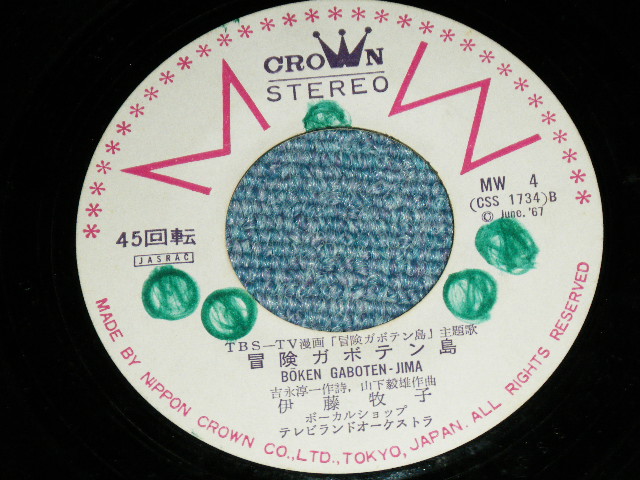 CROWN
STEREO
MW
MW 4
(CSS 1734)B
© June. '67
45回転
JASRAC
TBS—TV漫画「冒険ガボテン島」主題歌
冒険ガボテン島
BŌKEN GABOTEN-JIMA
吉永淳一作詩, 山下毅雄作曲
伊藤牧子
ボーカルショップ
テレビランドオーケストラ
MADE BY NIPPON CROWN CO.,LTD., TOKYO, JAPAN. ALL RIGHTS RESERVED